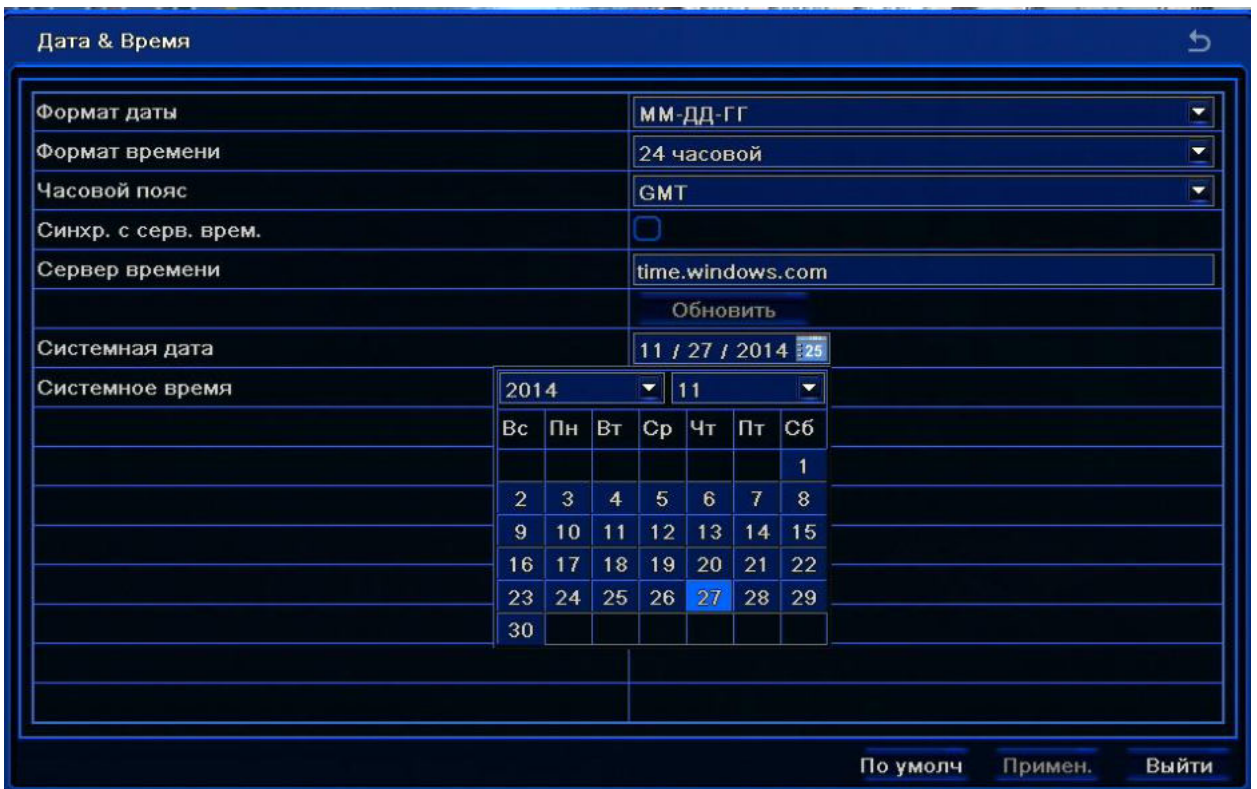 Дата & Время
Формат даты ММ-ДД-ГГ
Формат времени 24 часовой
Часовой пояс GMT
Синхр. с серв. врем.
Сервер времени time.windows.com
Обновить
Системная дата 11 / 27 / 2014 25
Системное время 2014 11
Вс Пн Вт Ср Чт Пт Сб
1
2 3 4 5 6 7 8
9 10 11 12 13 14 15
16 17 18 19 20 21 22
23 24 25 26 27 28 29
30
По умолч Примен. Выйти